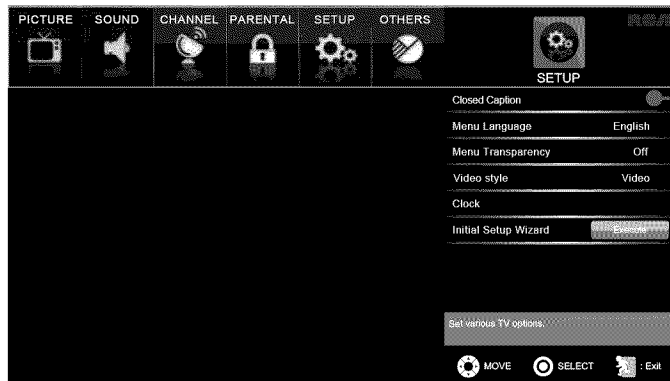 PICTURE SOUND CHANNEL PARENTAL SETUP OTHERS
RCA
SETUP
Closed Caption
Menu Language English
Menu Transparency Off
Video style Video
Clock
Initial Setup Wizard Execute
Set various TV options.
MOVE SELECT : Exit